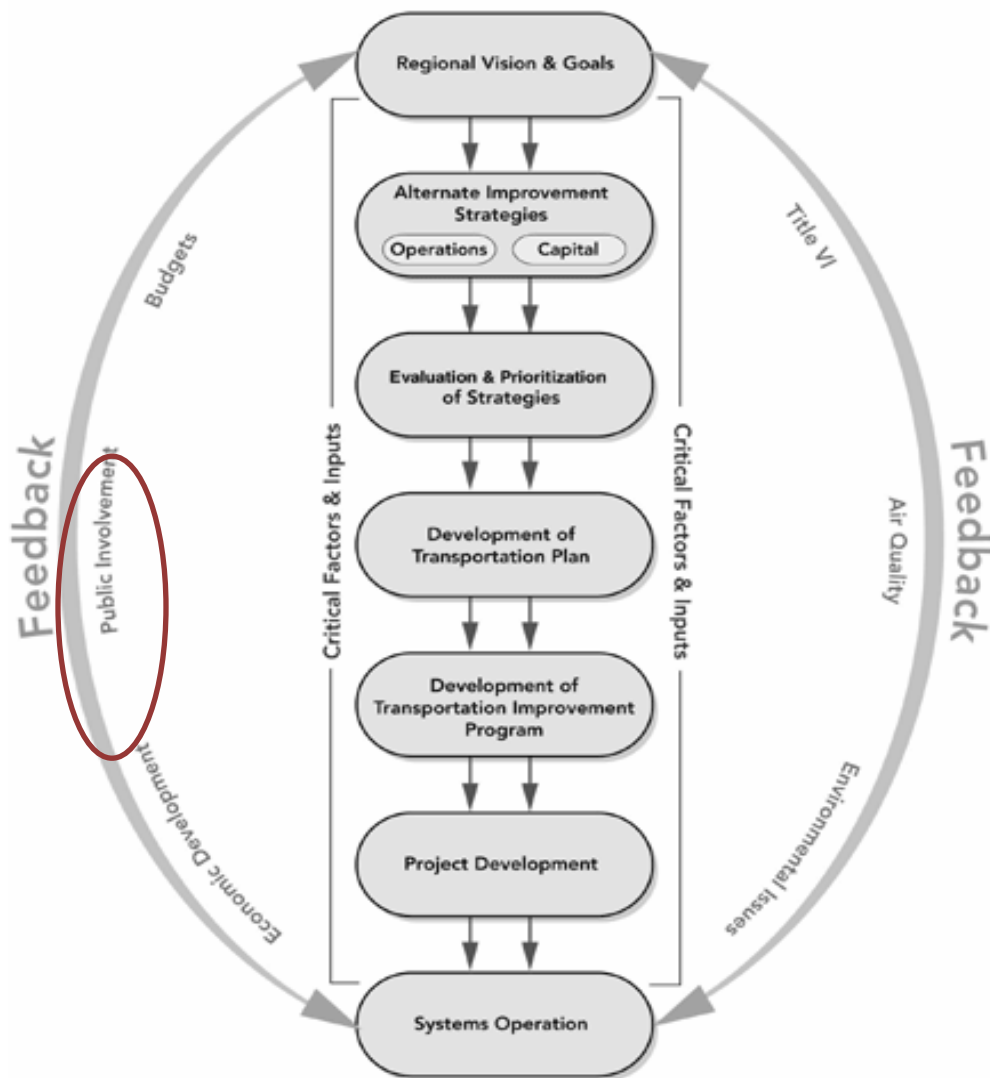 Regional Vision & Goals
Alternate Improvement
Strategies
Operations
Capital
Evaluation & Prioritization
of Strategies
Development of
Transportation Plan
Development of
Transportation Improvement
Program
Project Development
Systems Operation
Critical Factors & Inputs
Critical Factors & Inputs
Feedback
Budgets
Public Involvement
Economic Development
Title VI
Air Quality
Environmental Issues
Feedback